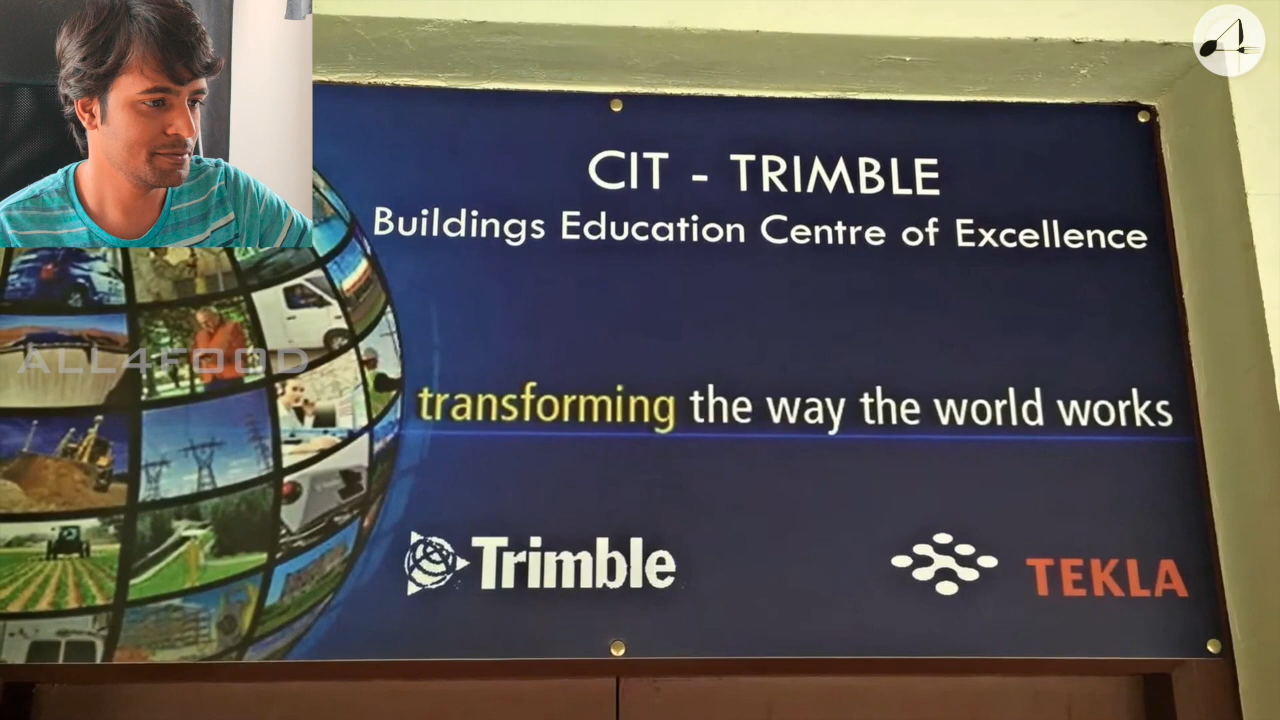 CIT - TRIMBLE
Buildings Education Centre of Excellence
ALL4FOOD
transforming the way the world works
Trimble
TEKLA